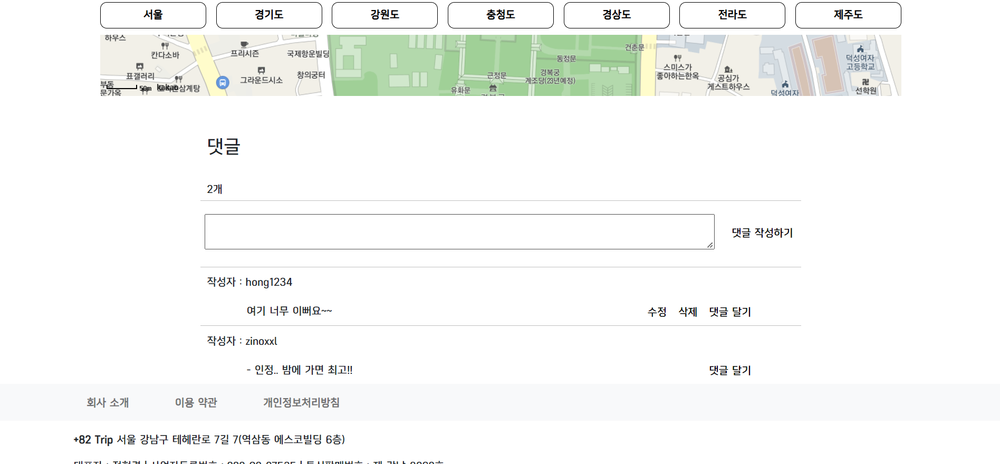 서울 경기도 강원도 충청도 경상도 전라도 제주도
하우스
칸다소바
프리시즌
국제항운빌딩
건춘문
동정문
표갤러리
그라운드시소
창의궁터
근정문
경복궁
계조당(23년예정)
스미스가
좋아하는한옥
공심가
게스트하우스
덕성여자
고등학교
부동
문가옥
50m
kakao
삼계탕
유화문
덕성여자
선학원
댓글
2개
댓글 작성하기
작성자 : hong1234
여기 너무 이뻐요~~ 수정 삭제 댓글 달기
작성자 : zinoxxl
- 인정.. 밤에 가면 최고!! 댓글 달기
회사 소개 이용 약관 개인정보처리방침
+82 Trip 서울 강남구 테헤란로 7길 7(역삼동 에스코빌딩 6층)